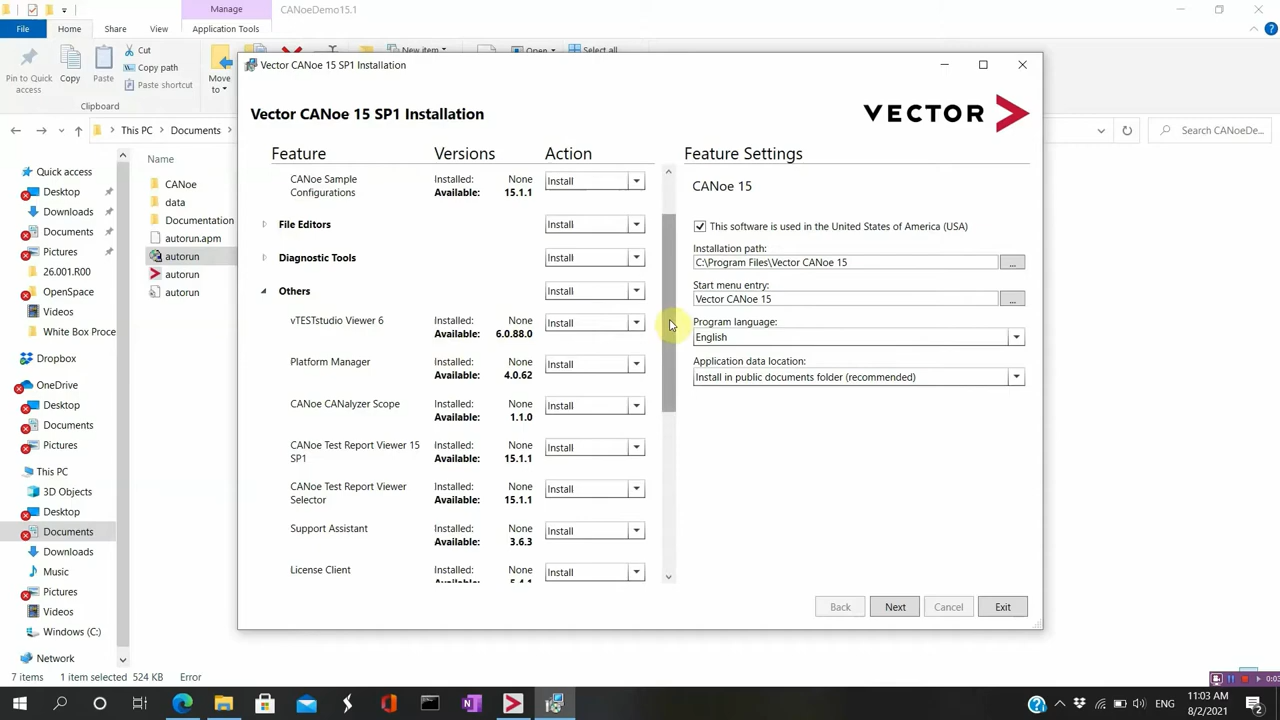 Manage
CANoeDemo15.1
File
Home
Share
View
Application Tools
Pin to Quick access
Copy
Paste
Cut
Copy path
Paste shortcut
Clipboard
Move to
New item
Open
Select all
This PC
Documents
Search CANoeDe...
Quick access
Desktop
Downloads
Documents
Pictures
26.001.R00
OpenSpace
Videos
White Box Proce
Dropbox
OneDrive
Desktop
Documents
Pictures
This PC
3D Objects
Desktop
Documents
Downloads
Music
Pictures
Videos
Windows (C:)
Network
Name
CANoe
data
Documentation
autorun.apm
autorun
autorun
autorun
Vector CANoe 15 SP1 Installation
Vector CANoe 15 SP1 Installation
VECTOR
Feature Versions Action
CANoe Sample Configurations
Installed: None
Available: 15.1.1
Install
File Editors
Install
Diagnostic Tools
Install
Others
Install
vTESTstudio Viewer 6
Installed: None
Available: 6.0.88.0
Install
Platform Manager
Installed: None
Available: 4.0.62
Install
CANoe CANalyzer Scope
Installed: None
Available: 1.1.0
Install
CANoe Test Report Viewer 15 SP1
Installed: None
Available: 15.1.1
Install
CANoe Test Report Viewer Selector
Installed: None
Available: 15.1.1
Install
Support Assistant
Installed: None
Available: 3.6.3
Install
License Client
Installed: None
Available: 5.4.1
Install
Feature Settings
CANoe 15
This software is used in the United States of America (USA)
Installation path:
C:\Program Files\Vector CANoe 15
...
Start menu entry:
Vector CANoe 15
...
Program language:
English
Application data location:
Install in public documents folder (recommended)
Back
Next
Cancel
Exit
7 items
1 item selected 524 KB
Error
ENG
11:03 AM
8/2/2021
2